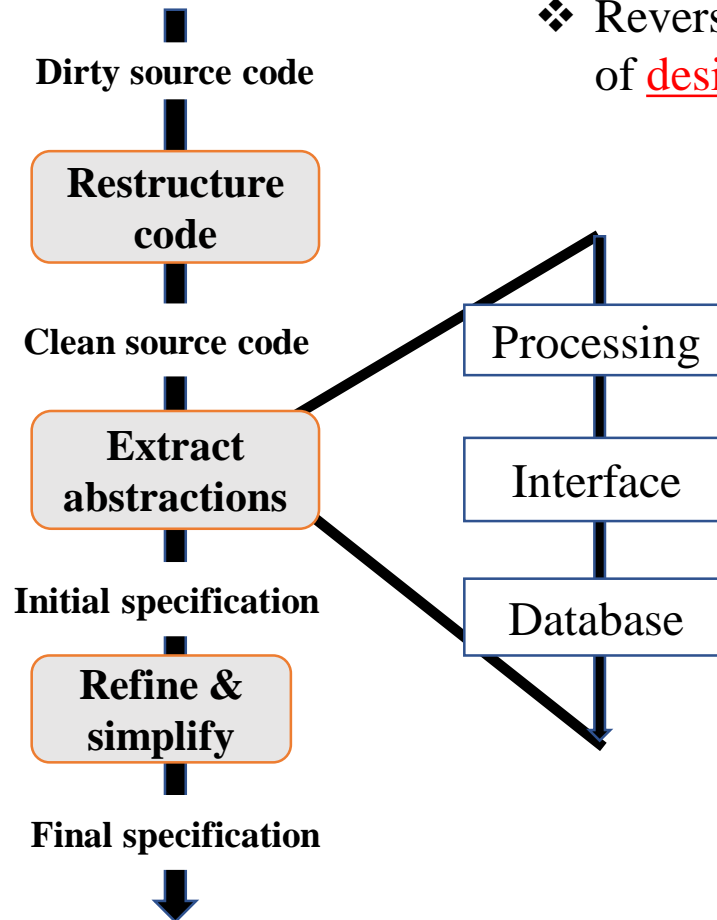 ❖ Revers
of desi
Dirty source code
Restructure
code
Clean source code
Extract
abstractions
Initial specification
Refine &
simplify
Final specification
Processing
Interface
Database